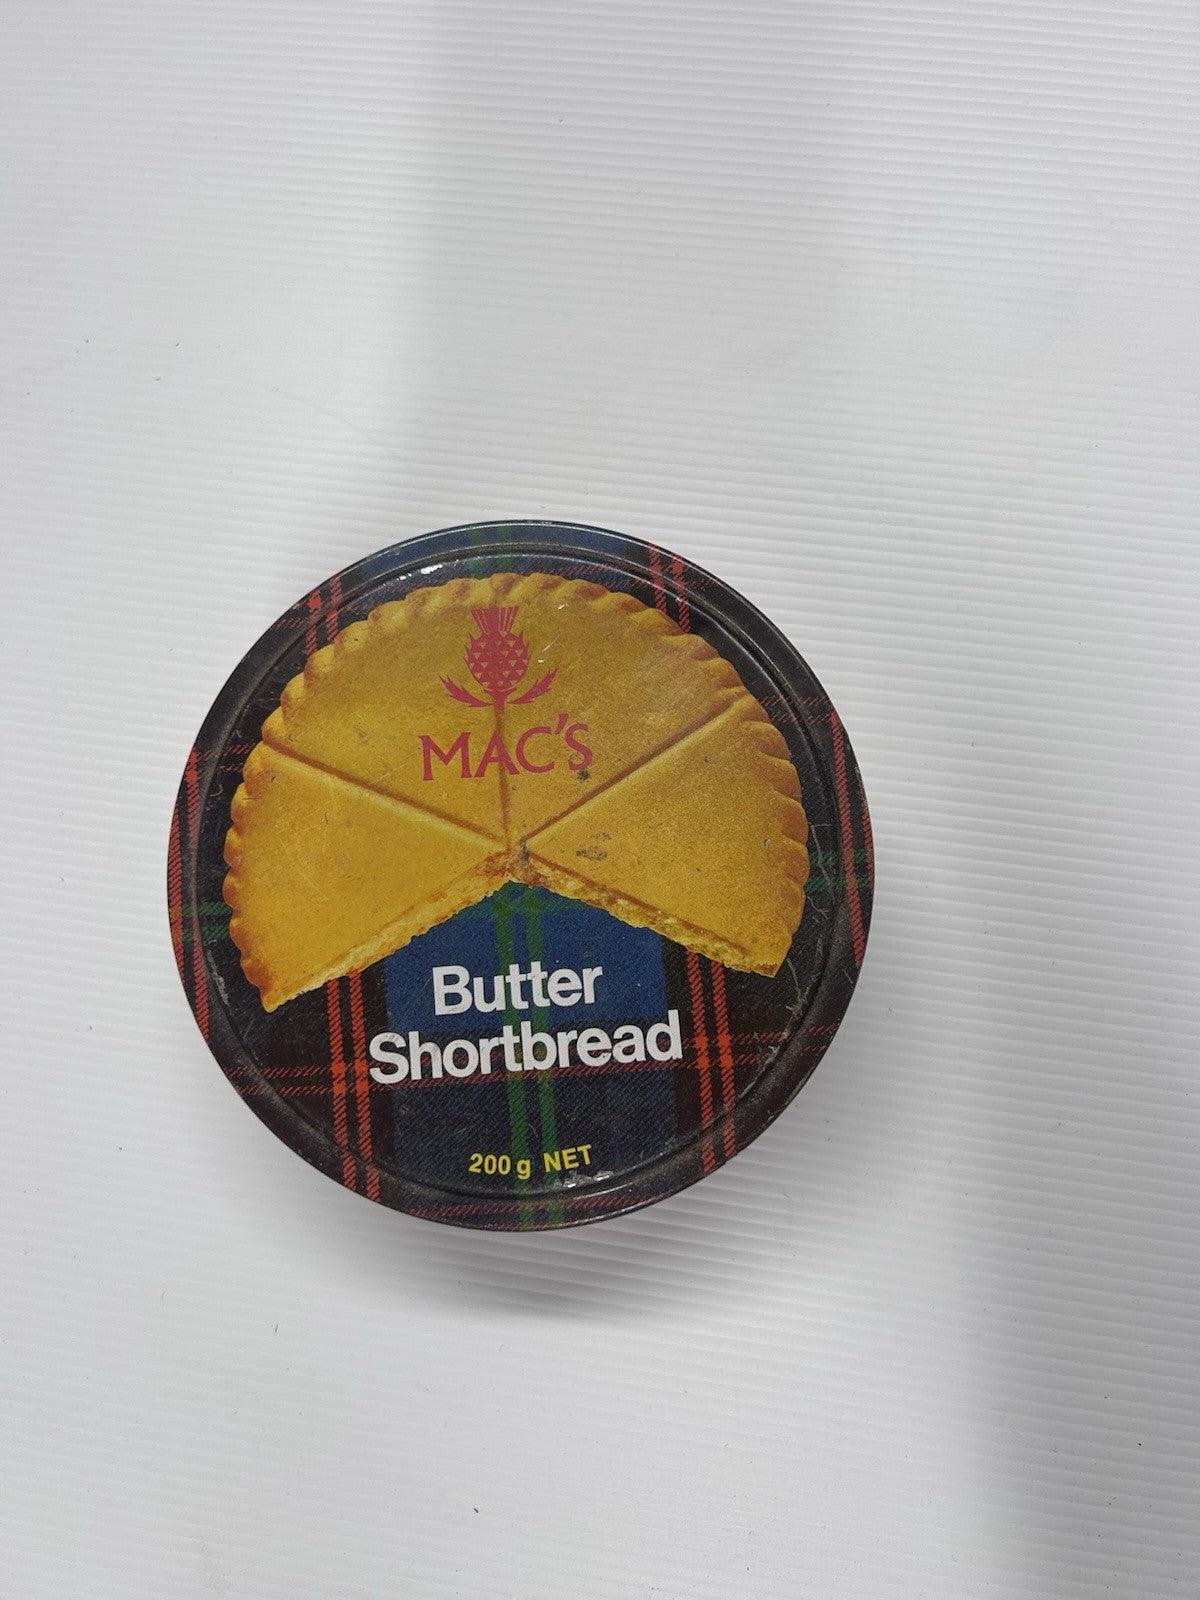 MAC'S
Butter
Shortbread
200 g NET